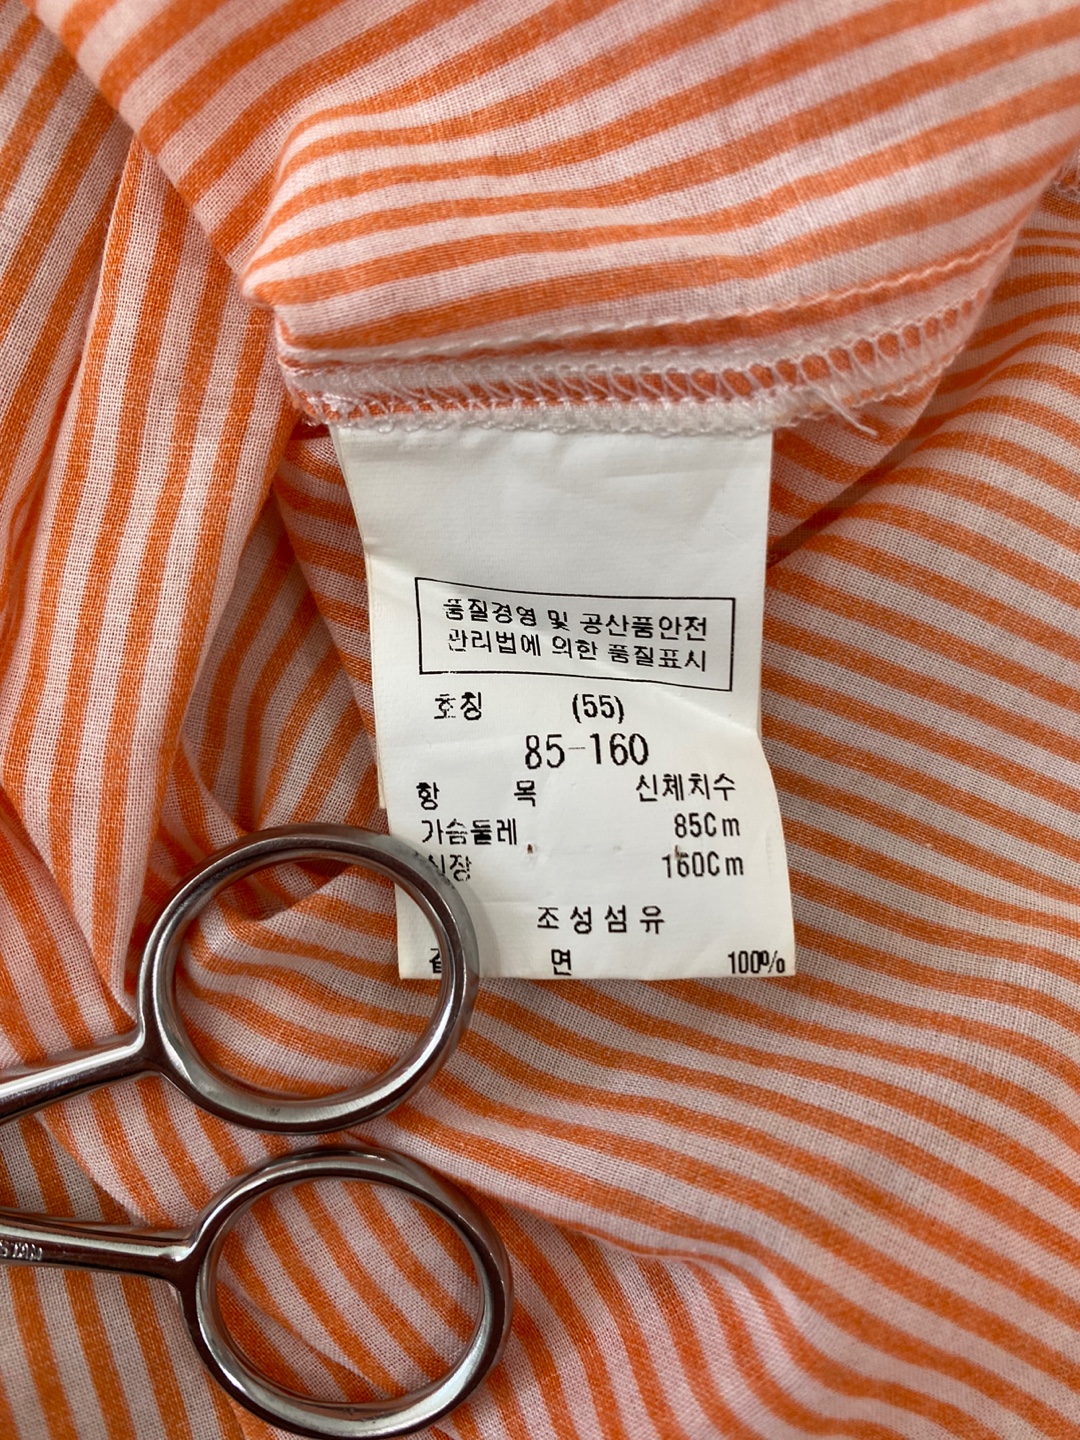 품질경영 및 공산품안전
관리법에 의한 품질표시
호칭 (55)
85-160
항 목 신체치수
가슴둘레 85Cm
신장 160Cm
조성섬유
면 100%